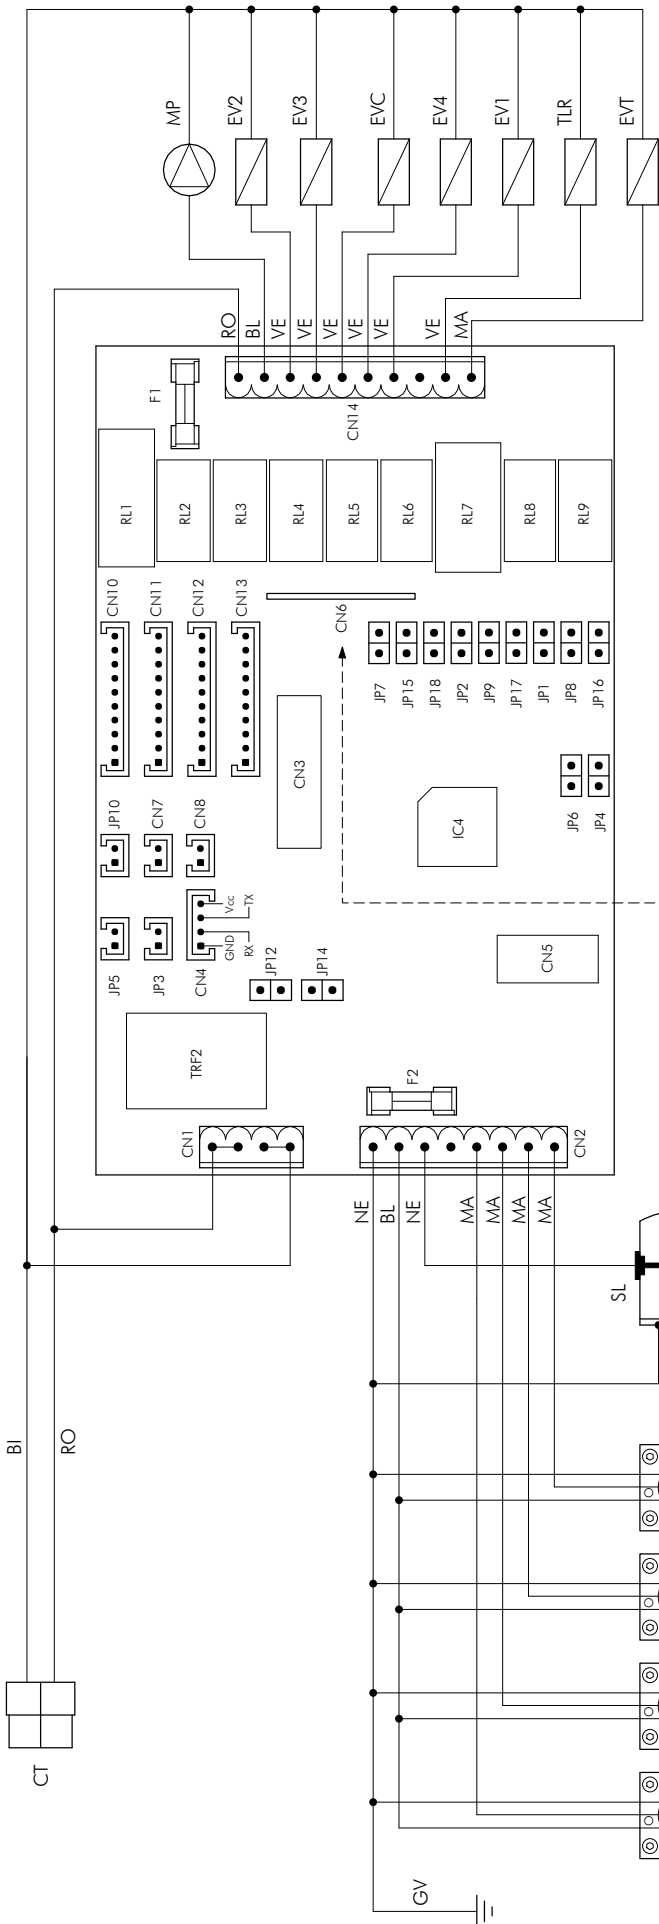 MP
EV2
EV3
EVC
EV4
EV1
TLR
EVT
RO
BL
VE
VE
VE
VE
VE
VE
MA
F1
CN14
RL1
RL2
RL3
RL4
RL5
RL6
RL7
RL8
RL9
CN10
CN11
CN12
CN13
CN6
JP7
JP15
JP18
JP2
JP9
JP17
JP1
JP8
JP16
CN3
JP10
CN7
CN8
IC4
JP6
JP4
Vcc
TX
GND
RX
JP5
JP3
CN4
JP12
JP14
CN5
TRF2
F2
CN1
CN2
NE
BL
NE
MA
MA
MA
MA
SL
BI
RO
CT
GV